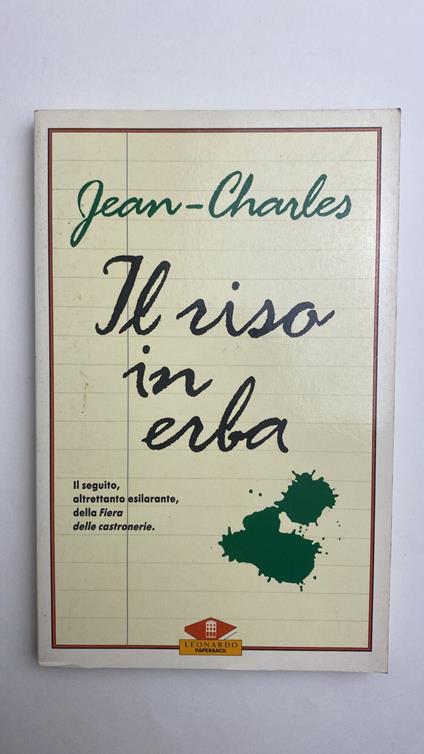 Jean-Charles
Il riso
in
erba
Il seguito,
altrettanto esilarante,
della Fiera
delle castronerie.
LEONARDO
PAPERBACK